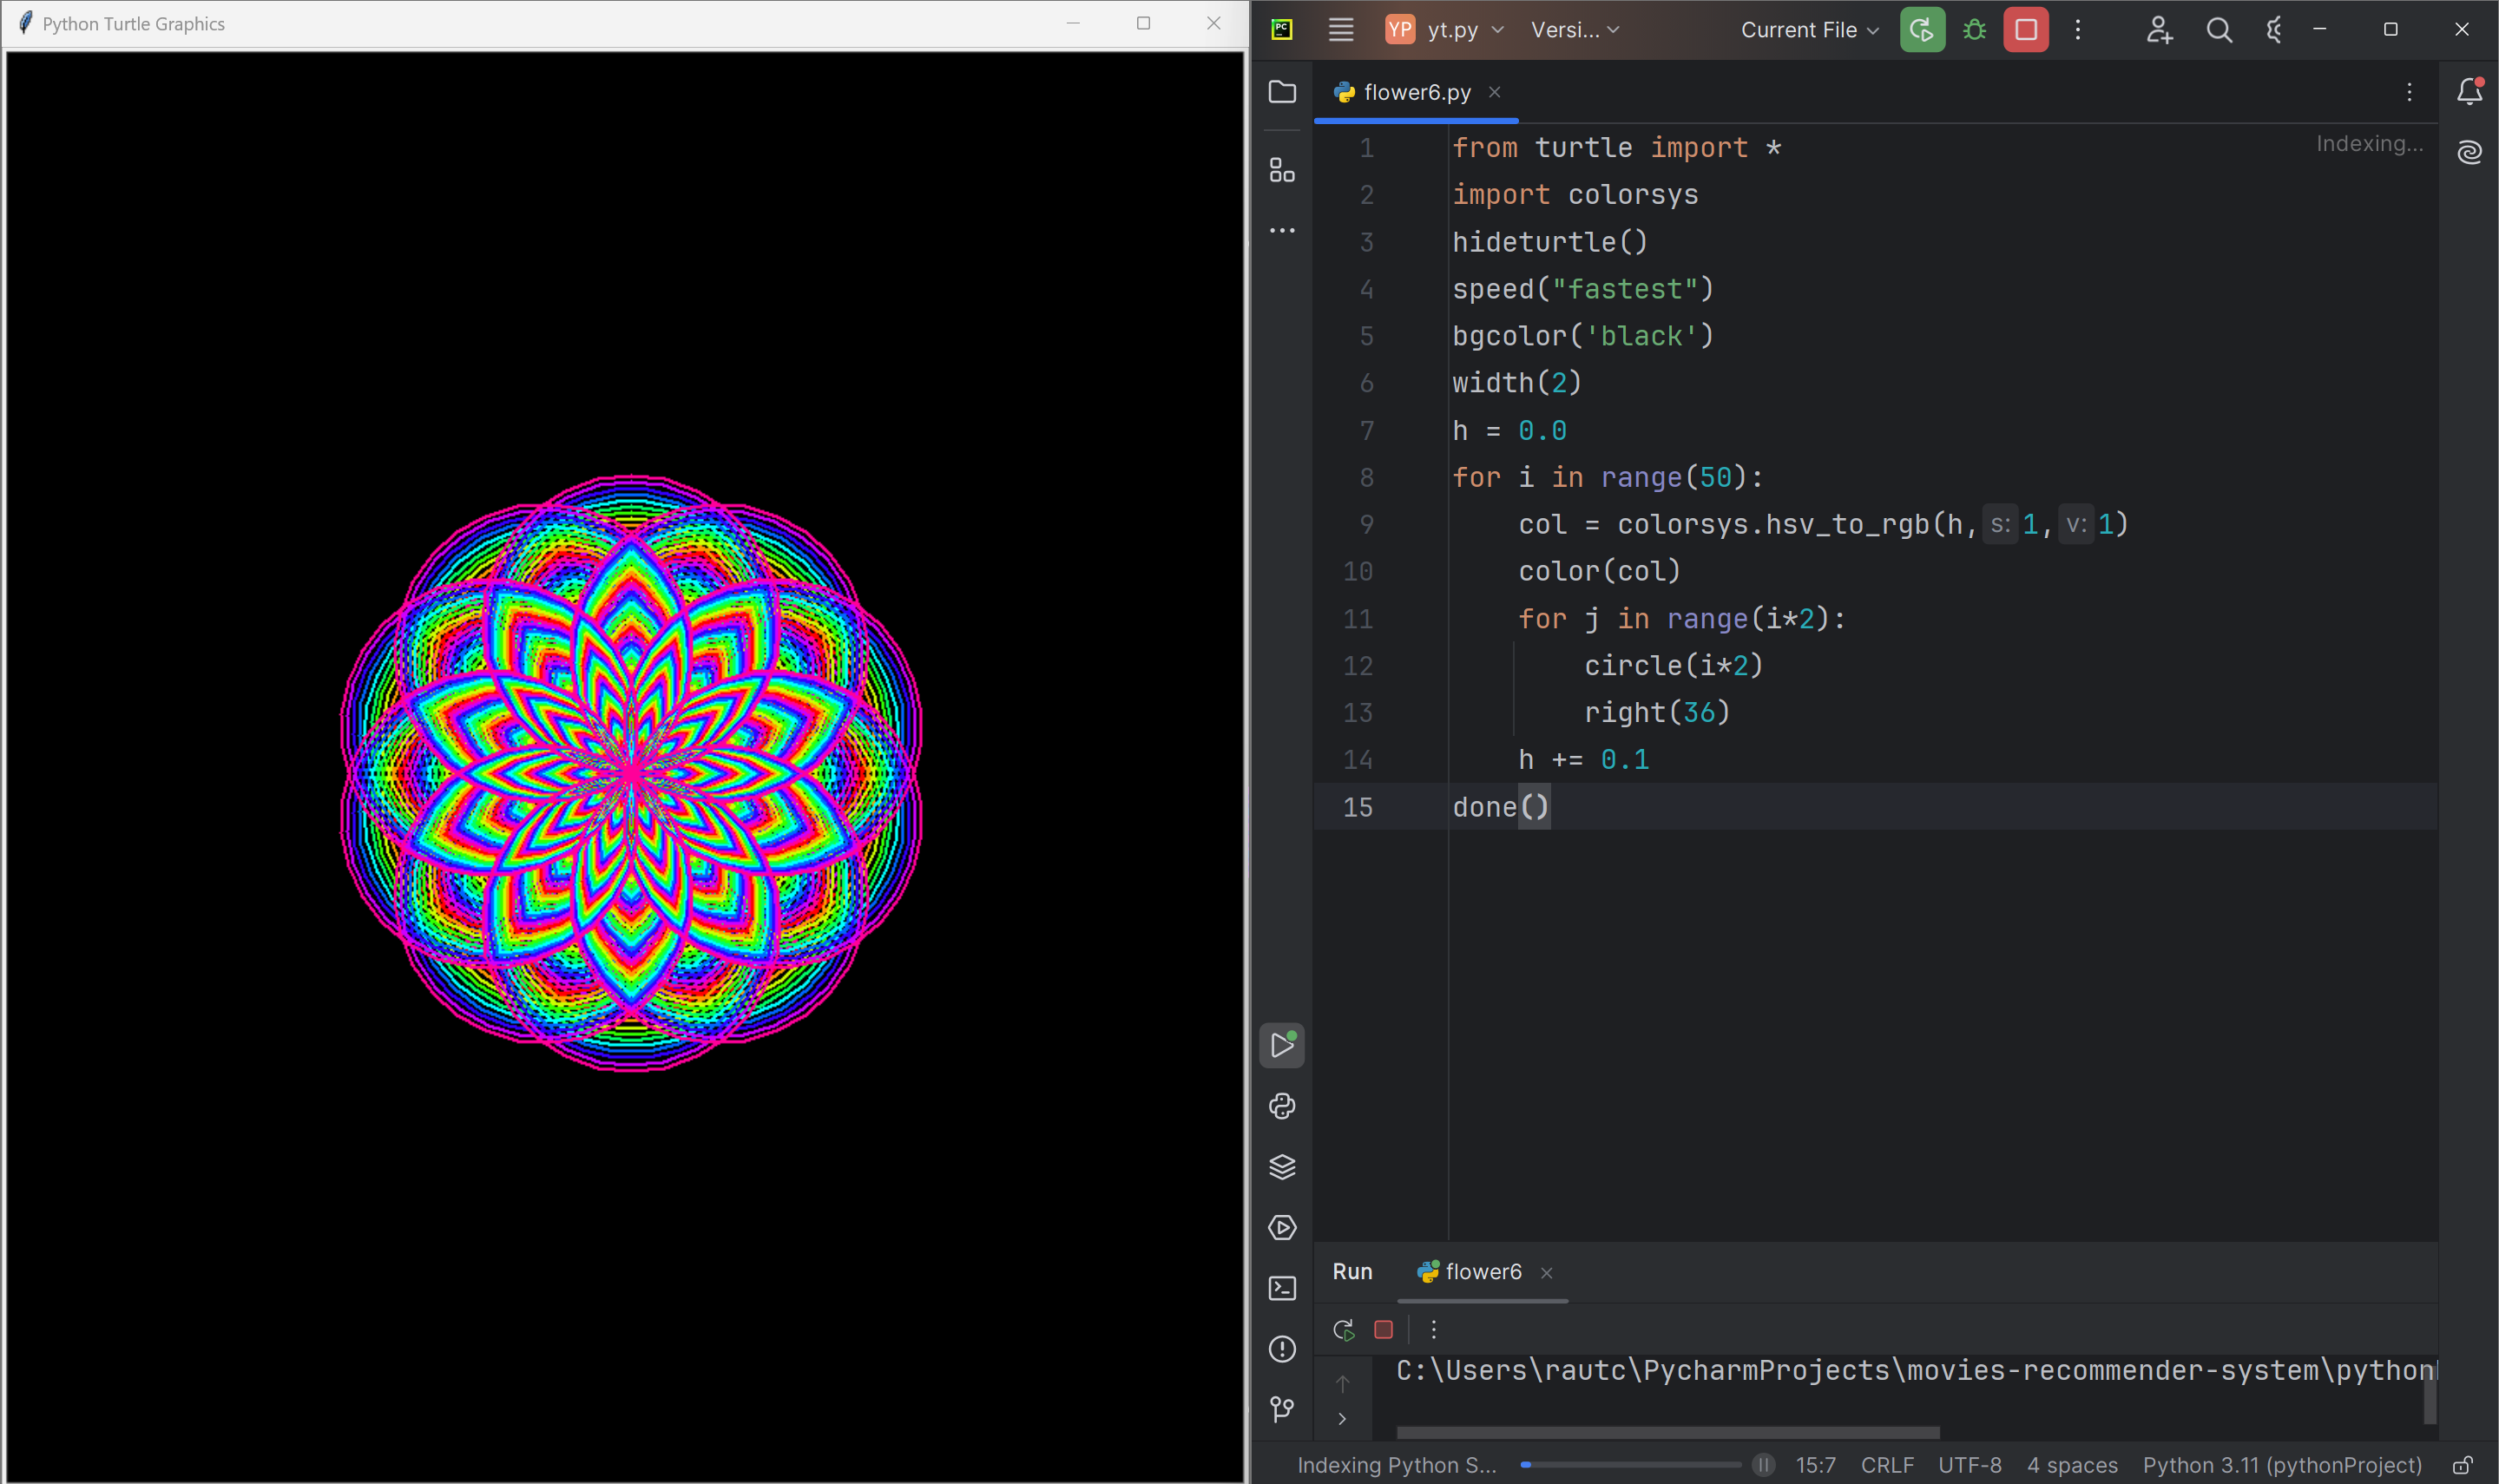 Python Turtle Graphics
PC
YP yt.py Versi... Current File
flower6.py
1 from turtle import * Indexing...
2 import colorsys
3 hideturtle()
4 speed("fastest")
5 bgcolor('black')
6 width(2)
7 h = 0.0
8 for i in range(50):
9     col = colorsys.hsv_to_rgb(h, s: 1, v: 1)
10     color(col)
11     for j in range(i*2):
12         circle(i*2)
13         right(36)
14     h += 0.1
15 done()
Run flower6
C:\Users\rautc\PycharmProjects\movies-recommender-system\python
Indexing Python S... 15:7 CRLF UTF-8 4 spaces Python 3.11 (pythonProject)